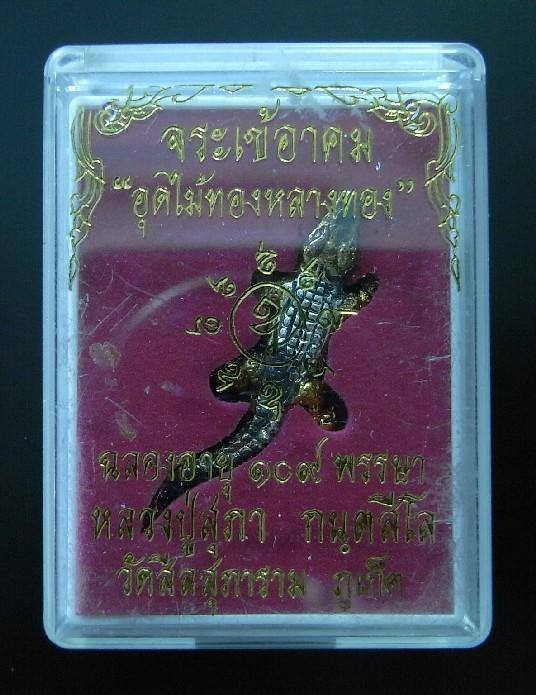 จระเข้อาคม
“อุดไม้ทองหลางทอง”
ฉลองอายุ ๑๐๙ พรรษา
หลวงปู่สุภา กนฺตสีโล
วัดสีลสุภาราม ภูเก็ต